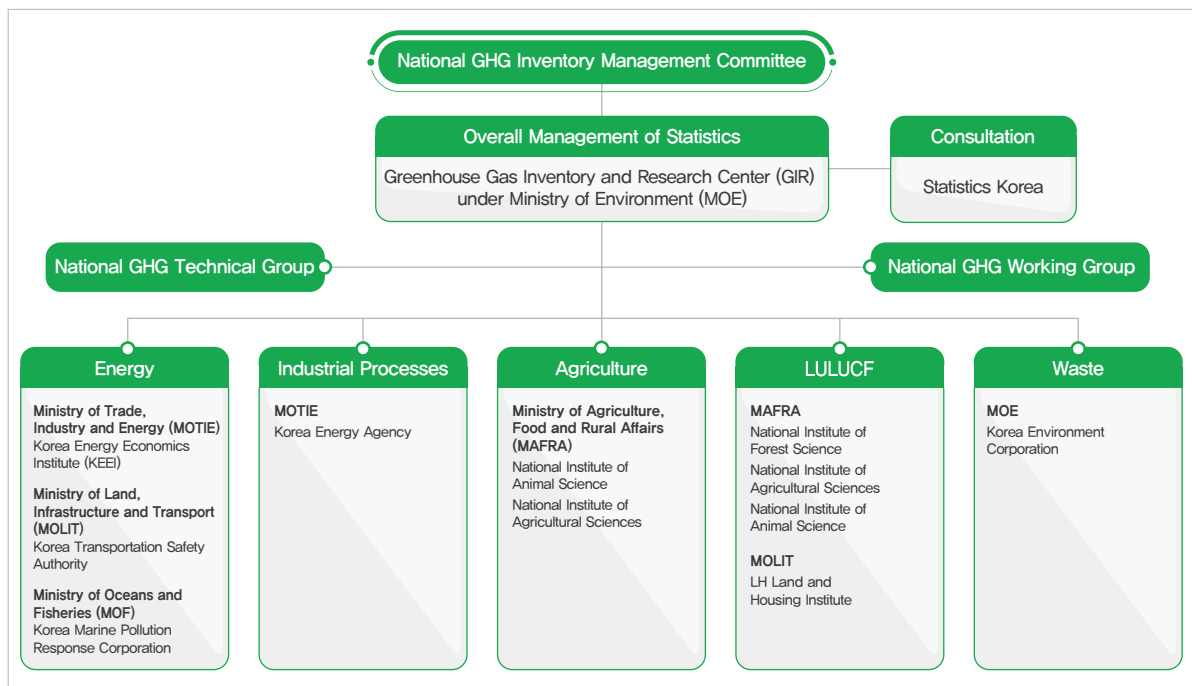 National GHG Inventory Management Committee
Overall Management of Statistics
Greenhouse Gas Inventory and Research Center (GIR)
under Ministry of Environment (MOE)
Consultation
Statistics Korea
National GHG Technical Group
National GHG Working Group
Energy
Ministry of Trade,
Industry and Energy (MOTIE)
Korea Energy Economics
Institute (KEEI)
Ministry of Land,
Infrastructure and Transport
(MOLIT)
Korea Transportation Safety
Authority
Ministry of Oceans and
Fisheries (MOF)
Korea Marine Pollution
Response Corporation
Industrial Processes
MOTIE
Korea Energy Agency
Agriculture
Ministry of Agriculture,
Food and Rural Affairs
(MAFRA)
National Institute of
Animal Science
National Institute of
Agricultural Sciences
LULUCF
MAFRA
National Institute of
Forest Science
National Institute of
Agricultural Sciences
National Institute of
Animal Science
MOLIT
LH Land and
Housing Institute
Waste
MOE
Korea Environment
Corporation